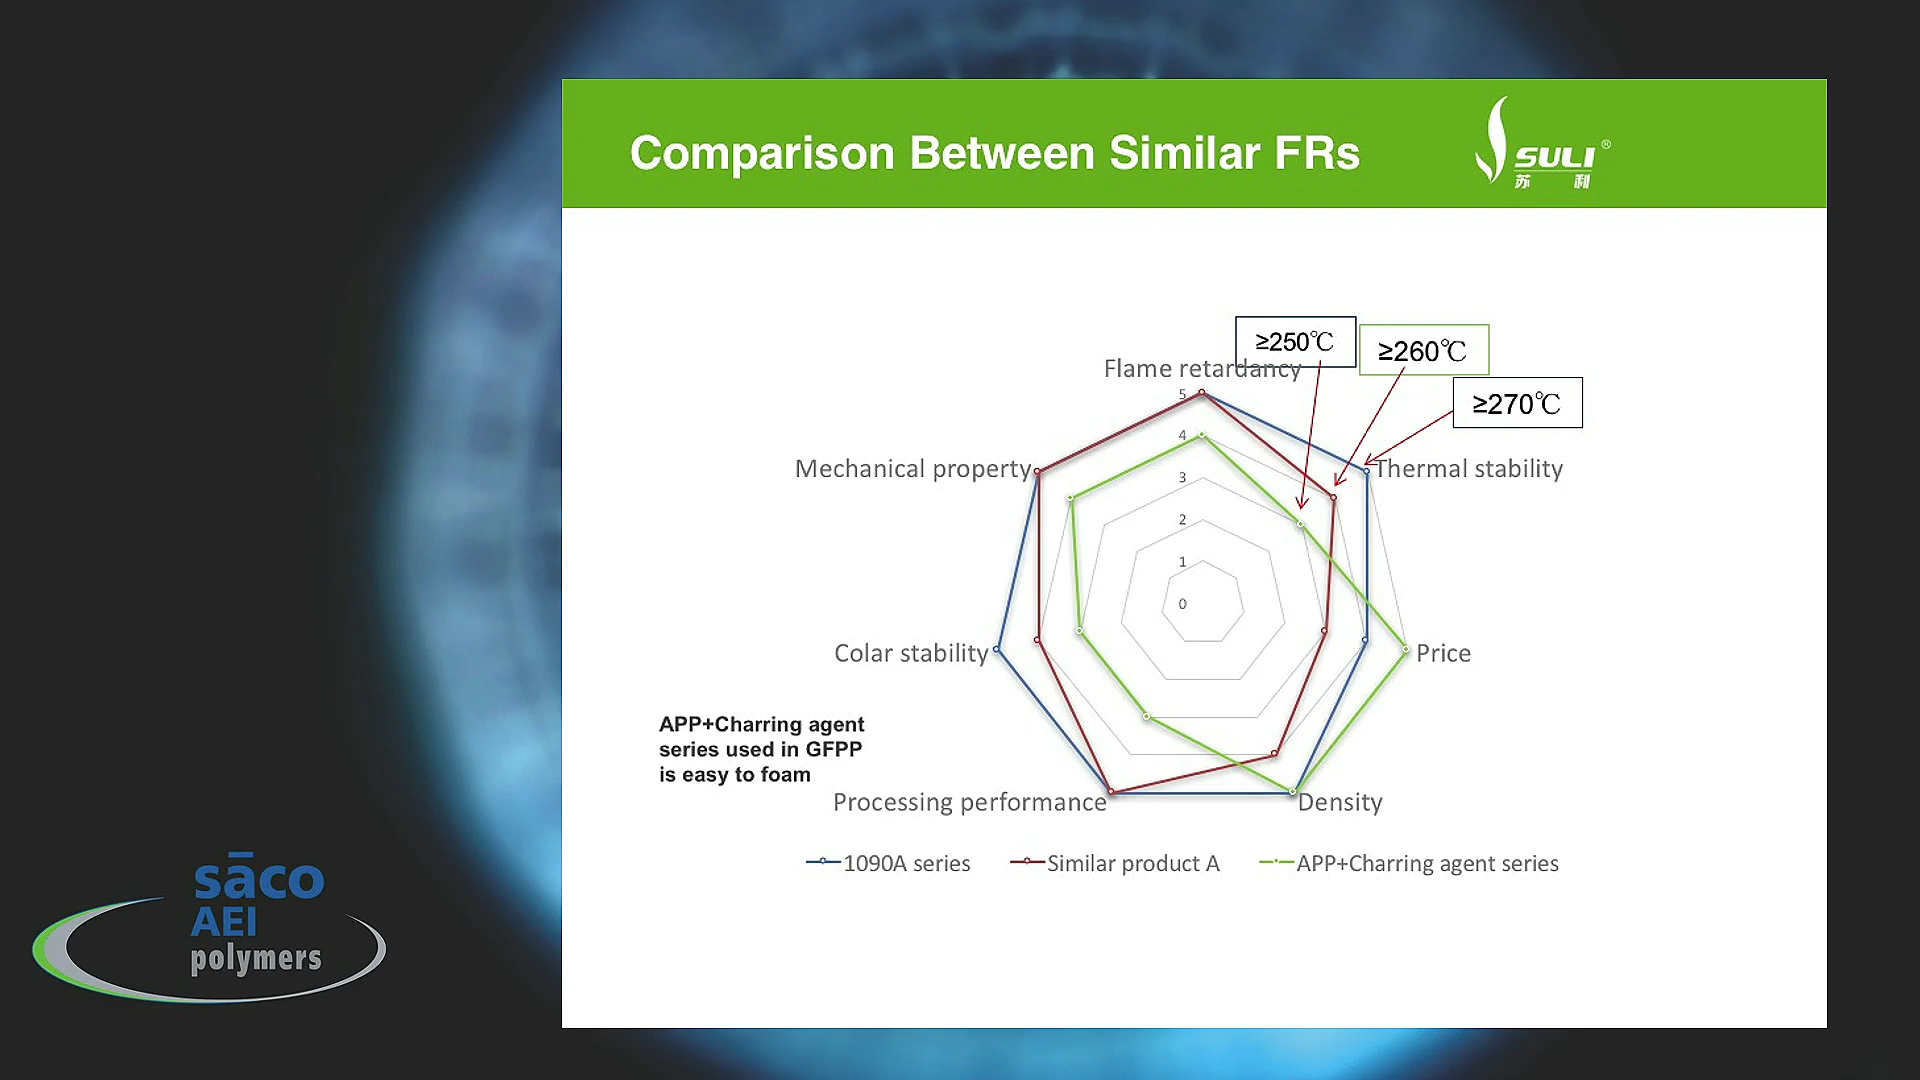 Comparison Between Similar FRs
SULI®
苏 利
≥250℃
≥260℃
≥270℃
Flame retardancy
5
4
3
2
1
0
Mechanical property
Thermal stability
Colar stability
Price
APP+Charring agent
series used in GFPP
is easy to foam
Processing performance
Density
1090A series
Similar product A
APP+Charring agent series
sāco
AEI
polymers